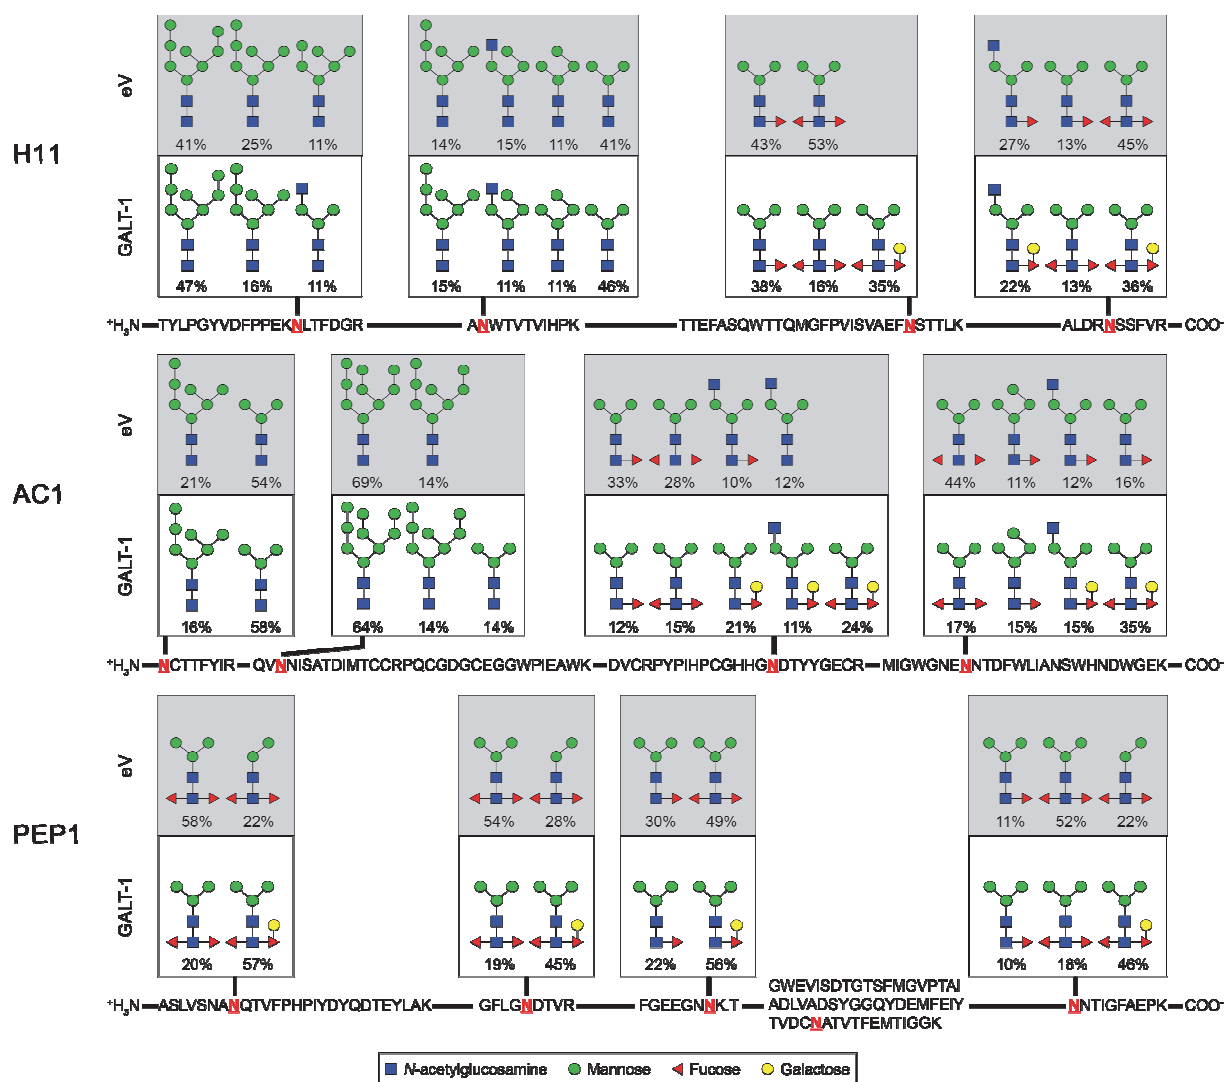 H11
eV
41% 25% 11% 14% 15% 11% 41% 43% 53% 27% 13% 45%
GALT-1
47% 16% 11% 15% 11% 11% 46% 38% 16% 35% 22% 13% 36%
⁺H₃N TYLPGYVDFPPEKNLTFDGR ANWTVTVIHPK TTEFASQWTTQMGFPVISVAEFNSTTLK ALDRNSSFVR COO⁻
AC1
eV
21% 54% 69% 14% 33% 28% 10% 12% 44% 11% 12% 16%
GALT-1
16% 58% 64% 14% 14% 12% 15% 21% 11% 24% 17% 15% 15% 35%
⁺H₃N NCTTFYIR QVNNISATDIMTCCRPQCGDGCEGGWPIEAWK DVCRPYPIHPCGHHGNDTYYGECR MIGWGNENNTDFWLIANSWHNDWGEK COO⁻
PEP1
eV
58% 22% 54% 28% 30% 49% 11% 52% 22%
GALT-1
20% 57% 19% 45% 22% 56% 10% 18% 46%
⁺H₃N ASLVSNANQTVFPHPIYDYQDTEYLAK GFLGNDTVR FGEEGNNKLT GWEVISDTGTSFMGVPTAI
ADLVADSYGGQYDEMFEIY
TVDCNATVTFEMTIGGK NNTIGFAEPK COO⁻
N-acetylglucosamine Mannose Fucose Galactose